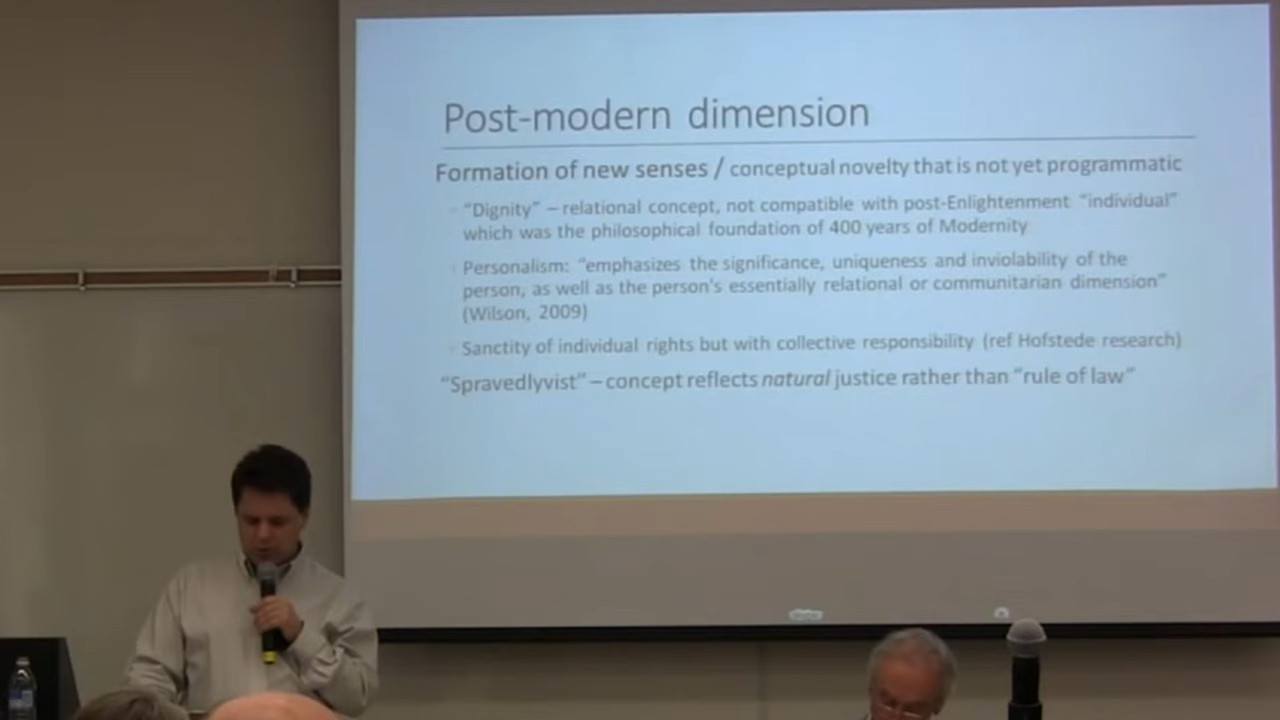 Post-modern dimension
Formation of new senses / conceptual novelty that is not yet programmatic
“Dignity” – relational concept, not compatible with post-Enlightenment “individual”
which was the philosophical foundation of 400 years of Modernity
Personalism: “emphasizes the significance, uniqueness and inviolability of the
person, as well as the person's essentially relational or communitarian dimension”
(Wilson, 2009)
Sanctity of individual rights but with collective responsibility (ref Hofstede research)
“Spravedlyvist” – concept reflects natural justice rather than “rule of law”